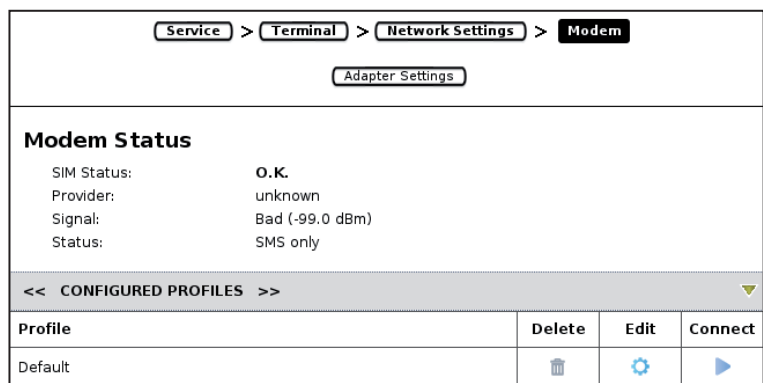 Service > Terminal > Network Settings > Modem
Adapter Settings
Modem Status
SIM Status: O.K.
Provider: unknown
Signal: Bad (-99.0 dBm)
Status: SMS only
<< CONFIGURED PROFILES >>
Profile Delete Edit Connect
Default